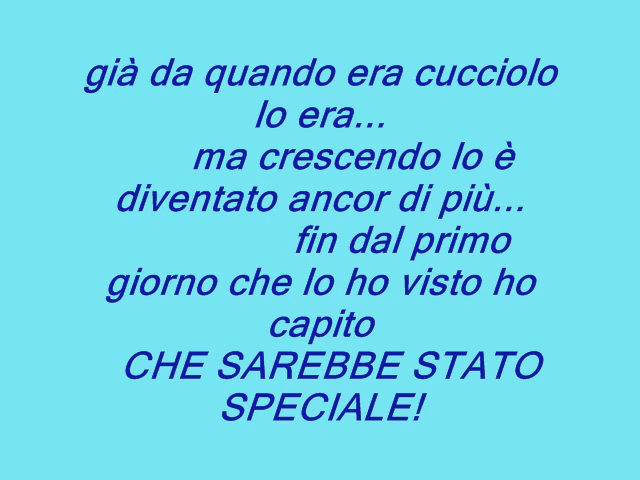 già da quando era cucciolo
lo era...
ma crescendo lo è
diventato ancor di più...
fin dal primo
giorno che lo ho visto ho
capito
CHE SAREBBE STATO
SPECIALE!